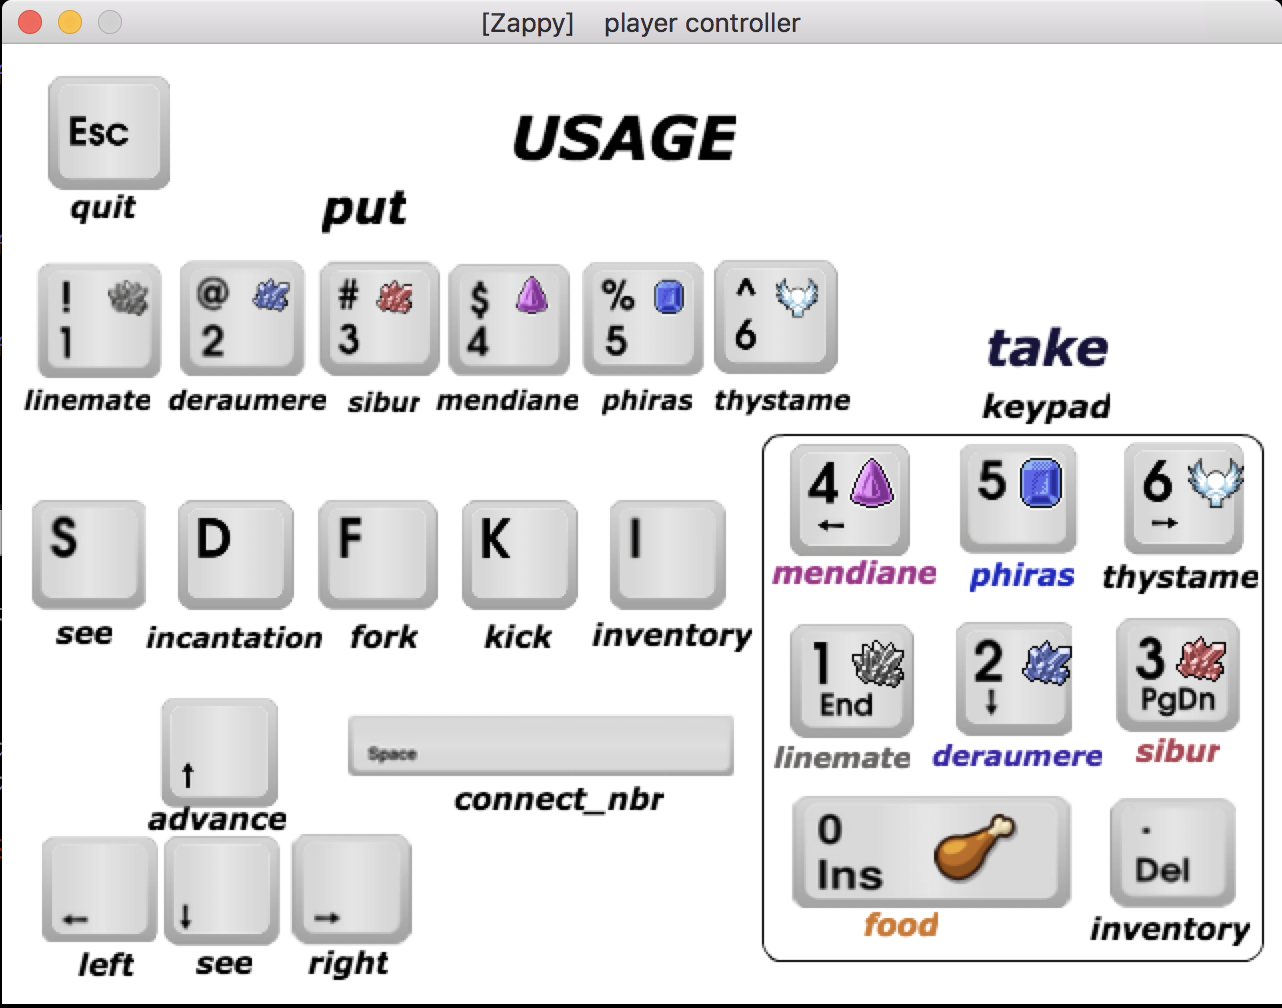 [Zappy] player controller
Esc
USAGE
quit
put
! @ # $ % ^
1 2 3 4 5 6
linemate deraumere sibur mendiane phiras thystame
take
keypad
4 5 6
← →
mendiane phiras thystame
S D F K I
see incantation fork kick inventory
1 2 3
End ↓ PgDn
linemate deraumere sibur
↑
advance
Space
connect_nbr
0 .
Ins Del
food inventory
← ↓ →
left see right